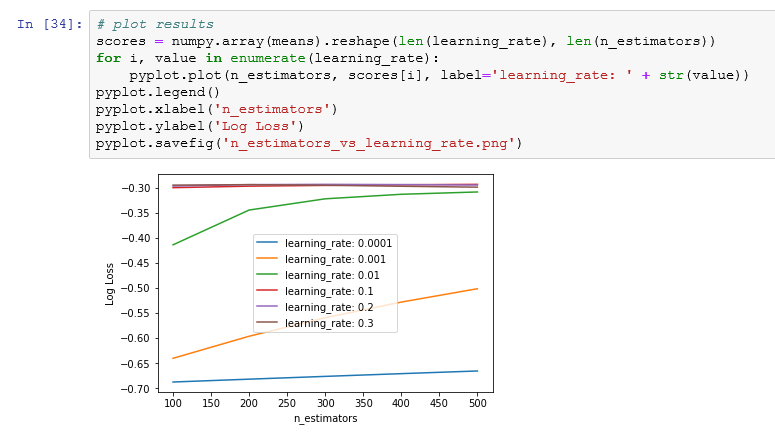 In [34]:
# plot results
scores = numpy.array(means).reshape(len(learning_rate), len(n_estimators))
for i, value in enumerate(learning_rate):
    pyplot.plot(n_estimators, scores[i], label='learning_rate: ' + str(value))
pyplot.legend()
pyplot.xlabel('n_estimators')
pyplot.ylabel('Log Loss')
pyplot.savefig('n_estimators_vs_learning_rate.png')
Log Loss
−0.30
−0.35
−0.40
−0.45
−0.50
−0.55
−0.60
−0.65
−0.70
learning_rate: 0.0001
learning_rate: 0.001
learning_rate: 0.01
learning_rate: 0.1
learning_rate: 0.2
learning_rate: 0.3
100 150 200 250 300 350 400 450 500
n_estimators